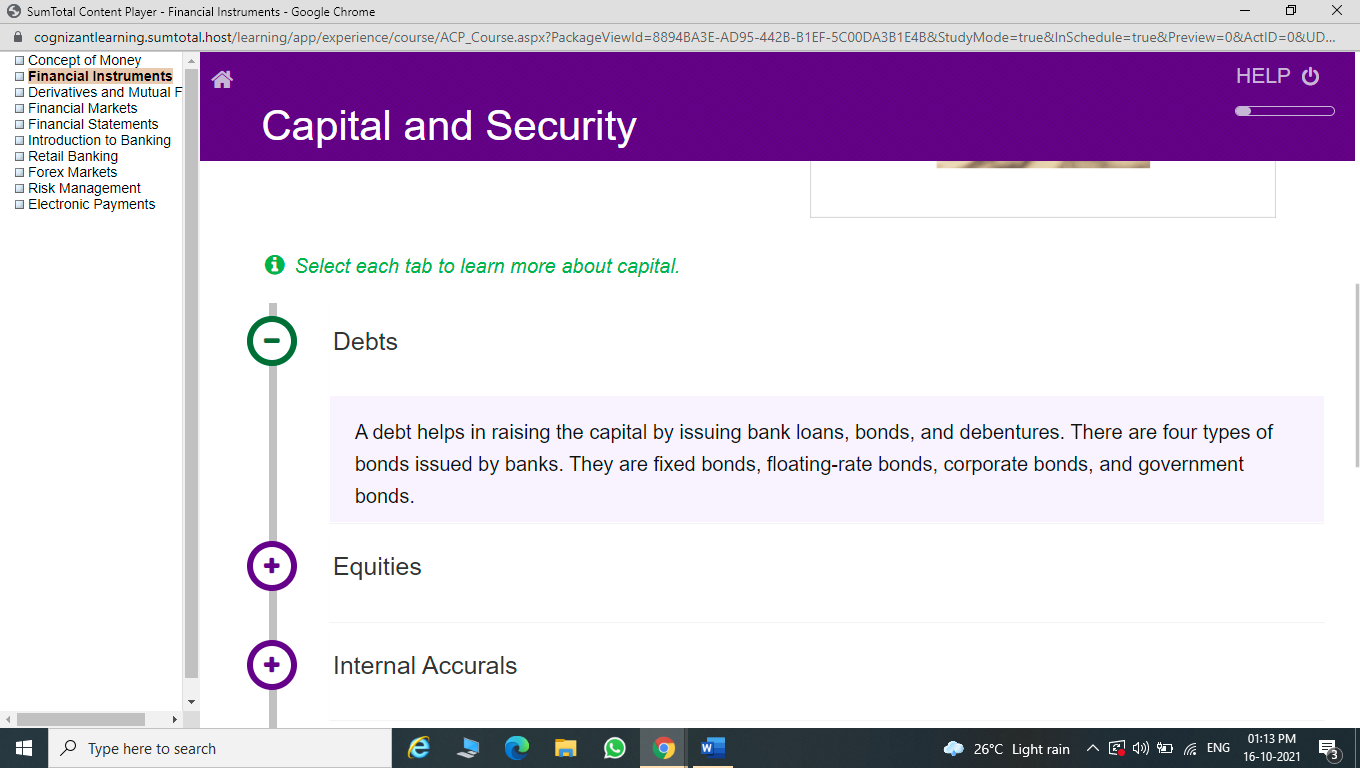 SumTotal Content Player - Financial Instruments - Google Chrome
cognizantlearning.sumtotal.host/learning/app/experience/course/ACP_Course.aspx?PackageViewId=8894BA3E-AD95-442B-B1EF-5C00DA3B1E4B&StudyMode=true&InSchedule=true&Preview=0&ActID=0&UD...
Concept of Money
Financial Instruments
Derivatives and Mutual F
Financial Markets
Financial Statements
Introduction to Banking
Retail Banking
Forex Markets
Risk Management
Electronic Payments
HELP
Capital and Security
Select each tab to learn more about capital.
Debts
A debt helps in raising the capital by issuing bank loans, bonds, and debentures. There are four types of
bonds issued by banks. They are fixed bonds, floating-rate bonds, corporate bonds, and government
bonds.
Equities
Internal Accurals
Type here to search
26°C Light rain
ENG
01:13 PM
16-10-2021
3